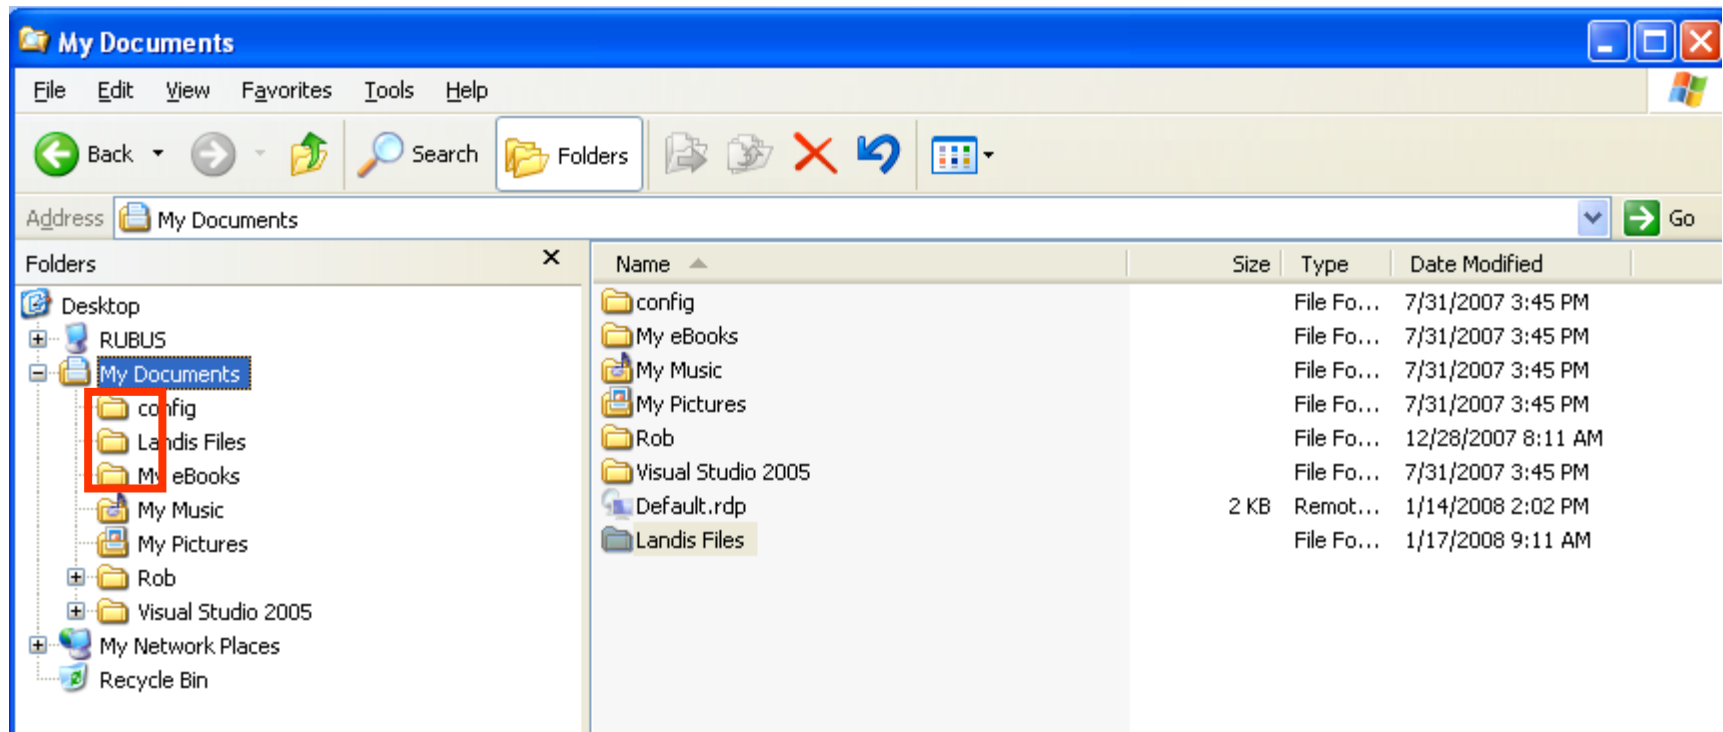 My Documents
File Edit View Favorites Tools Help
Back Search Folders
Address My Documents Go
Folders
Desktop
RUBUS
My Documents
config
Landis Files
My eBooks
My Music
My Pictures
Rob
Visual Studio 2005
My Network Places
Recycle Bin
Name Size Type Date Modified
config File Fo... 7/31/2007 3:45 PM
My eBooks File Fo... 7/31/2007 3:45 PM
My Music File Fo... 7/31/2007 3:45 PM
My Pictures File Fo... 7/31/2007 3:45 PM
Rob File Fo... 12/28/2007 8:11 AM
Visual Studio 2005 File Fo... 7/31/2007 3:45 PM
Default.rdp 2 KB Remot... 1/14/2008 2:02 PM
Landis Files File Fo... 1/17/2008 9:11 AM